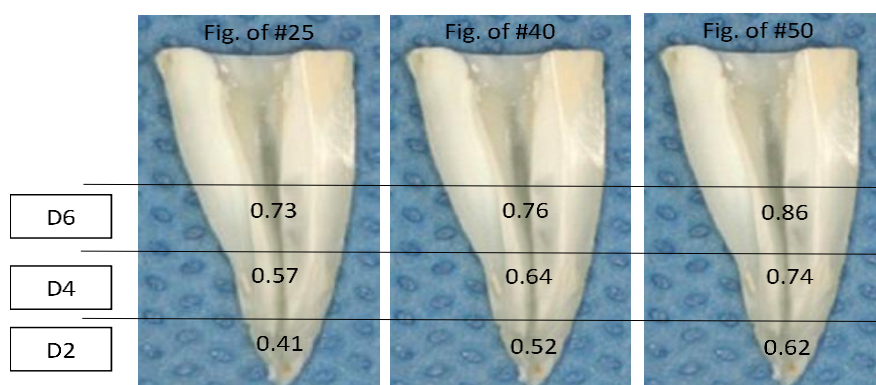 Fig. of #25 Fig. of #40 Fig. of #50
D6 0.73 0.76 0.86
D4 0.57 0.64 0.74
D2 0.41 0.52 0.62